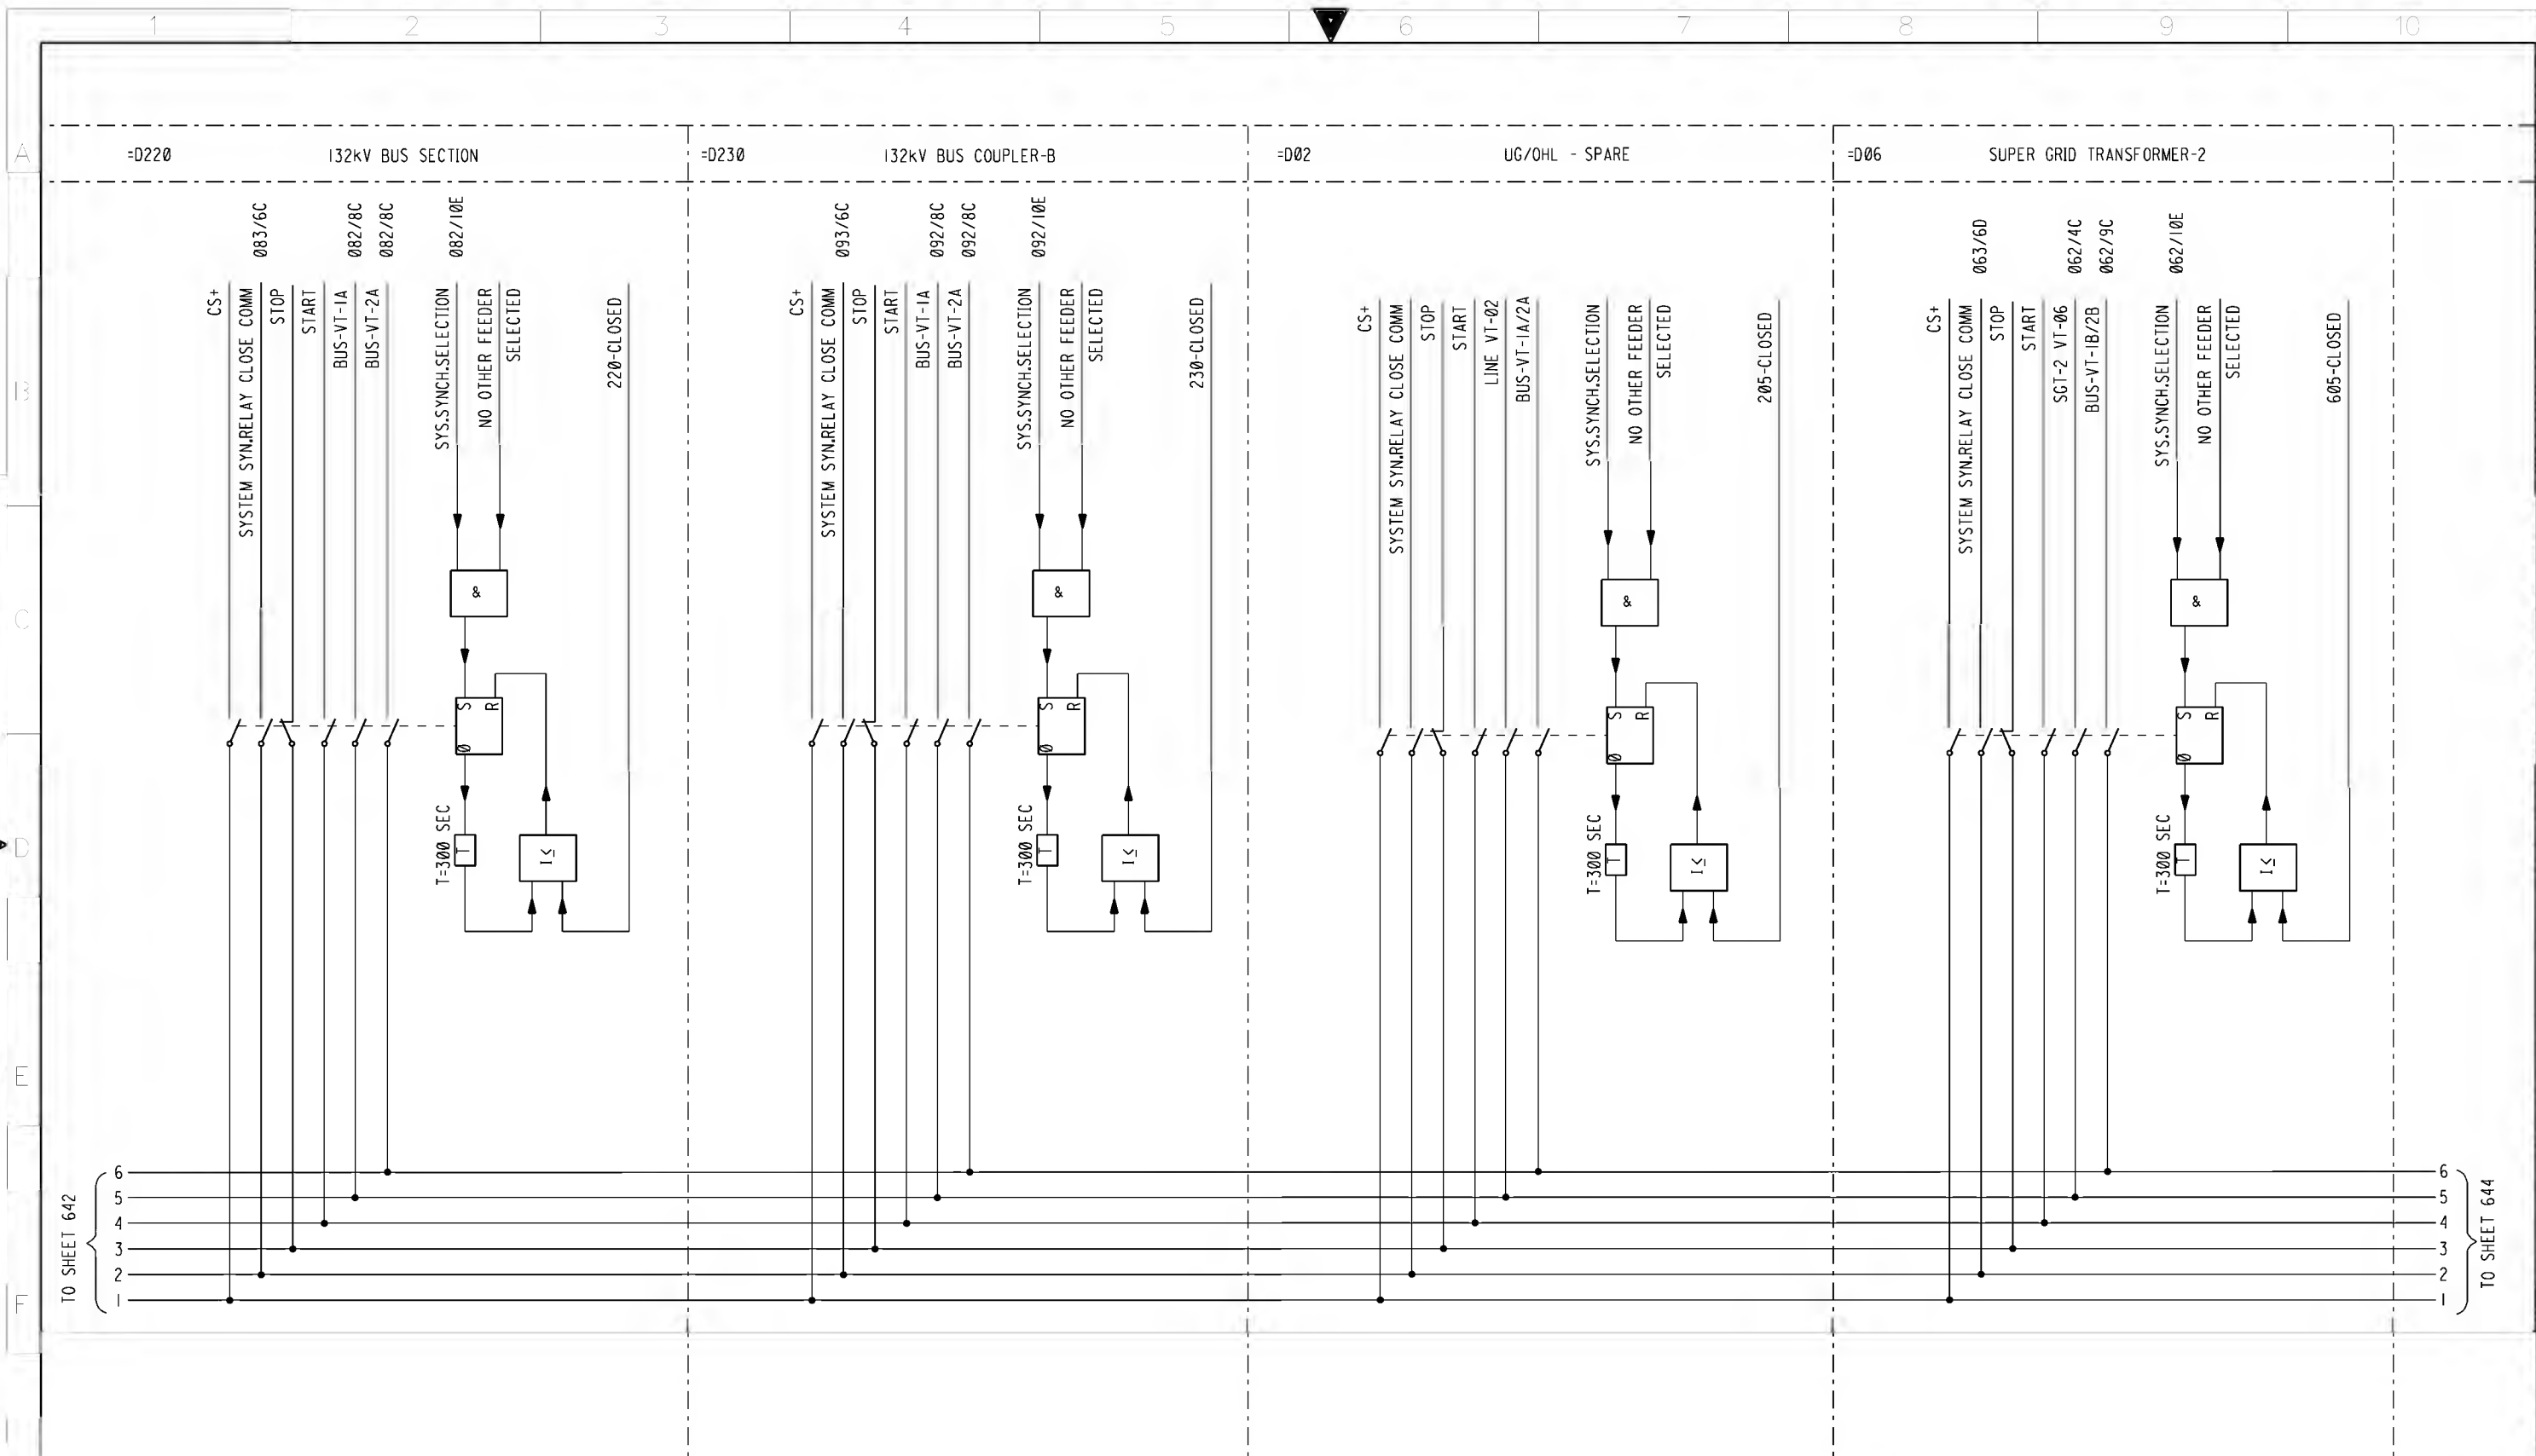 1 2 3 4 5 6 7 8 9 10
A
B
C
D
E
F
=D220 132kV BUS SECTION
083/6C
082/8C
082/8C
082/10E
CS+
SYSTEM SYN.RELAY CLOSE COMM
STOP
START
BUS-VT-1A
BUS-VT-2A
SYS.SYNCH.SELECTION
NO OTHER FEEDER
SELECTED
220-CLOSED
&
S
R
Ø
T=300 SEC
T
1≤
=D230 132kV BUS COUPLER-B
093/6C
092/8C
092/8C
092/10E
CS+
SYSTEM SYN.RELAY CLOSE COMM
STOP
START
BUS-VT-1A
BUS-VT-2A
SYS.SYNCH.SELECTION
NO OTHER FEEDER
SELECTED
230-CLOSED
&
S
R
Ø
T=300 SEC
T
1≤
=D02 UG/OHL - SPARE
CS+
SYSTEM SYN.RELAY CLOSE COMM
STOP
START
LINE VT-02
BUS-VT-1A/2A
SYS.SYNCH.SELECTION
NO OTHER FEEDER
SELECTED
205-CLOSED
&
S
R
Ø
T=300 SEC
T
1≤
=D06 SUPER GRID TRANSFORMER-2
063/6D
062/4C
062/9C
062/10E
CS+
SYSTEM SYN.RELAY CLOSE COMM
STOP
START
SGT-2 VT-06
BUS-VT-1B/2B
SYS.SYNCH.SELECTION
NO OTHER FEEDER
SELECTED
605-CLOSED
&
S
R
Ø
T=300 SEC
T
1≤
TO SHEET 642
6
5
4
3
2
1
6
5
4
3
2
1
TO SHEET 644